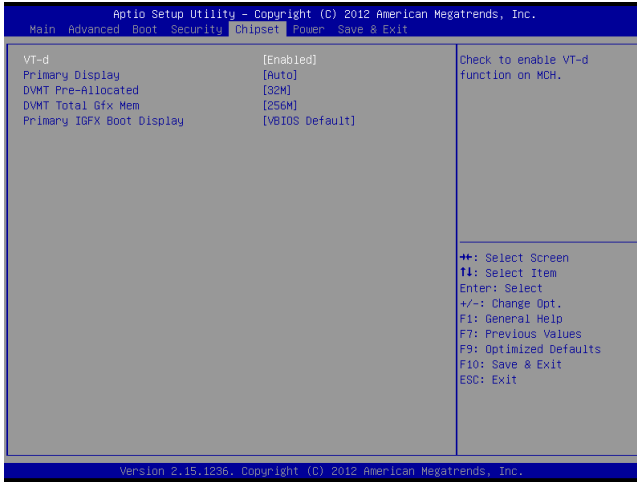 Aptio Setup Utility – Copyright (C) 2012 American Megatrends, Inc.
Main Advanced Boot Security Chipset Power Save & Exit
VT-d [Enabled]
Primary Display [Auto]
DVMT Pre-Allocated [32M]
DVMT Total Gfx Mem [256M]
Primary IGFX Boot Display [VBIOS Default]
Check to enable VT-d
function on MCH.
→←: Select Screen
↑↓: Select Item
Enter: Select
+/-: Change Opt.
F1: General Help
F7: Previous Values
F9: Optimized Defaults
F10: Save & Exit
ESC: Exit
Version 2.15.1236. Copyright (C) 2012 American Megatrends, Inc.